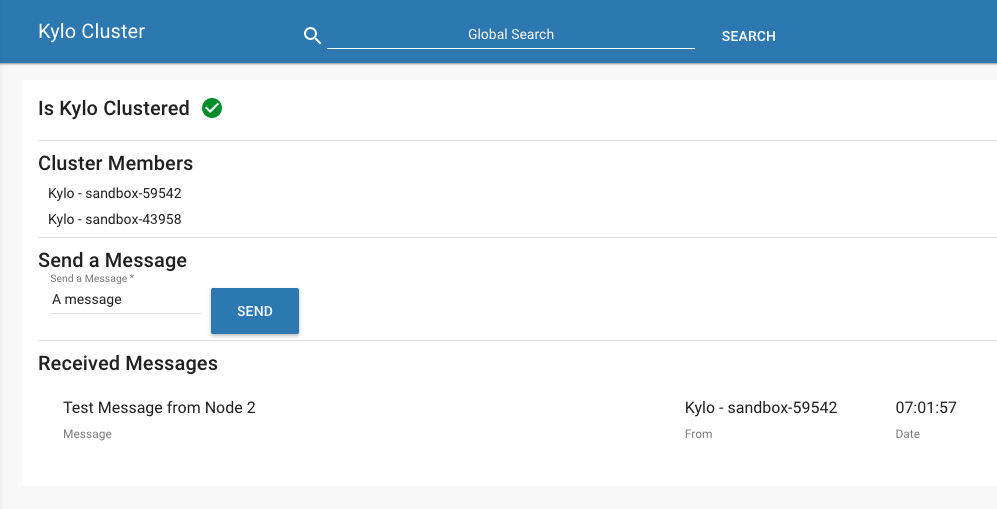 Kylo Cluster
Global Search
SEARCH
Is Kylo Clustered
Cluster Members
Kylo - sandbox-59542
Kylo - sandbox-43958
Send a Message
Send a Message *
A message
SEND
Received Messages
Test Message from Node 2 Kylo - sandbox-59542 07:01:57
Message From Date